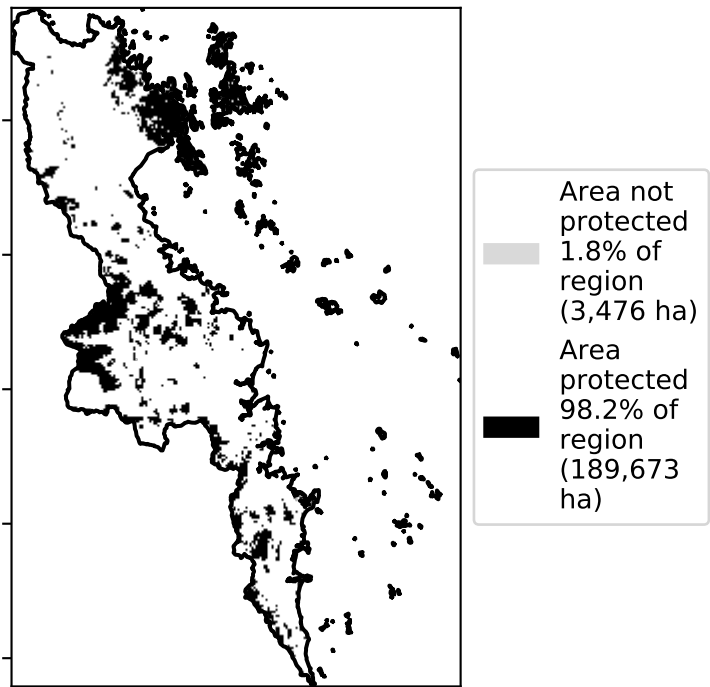 Area not
protected
1.8% of
region
(3,476 ha)
Area
protected
98.2% of
region
(189,673
ha)